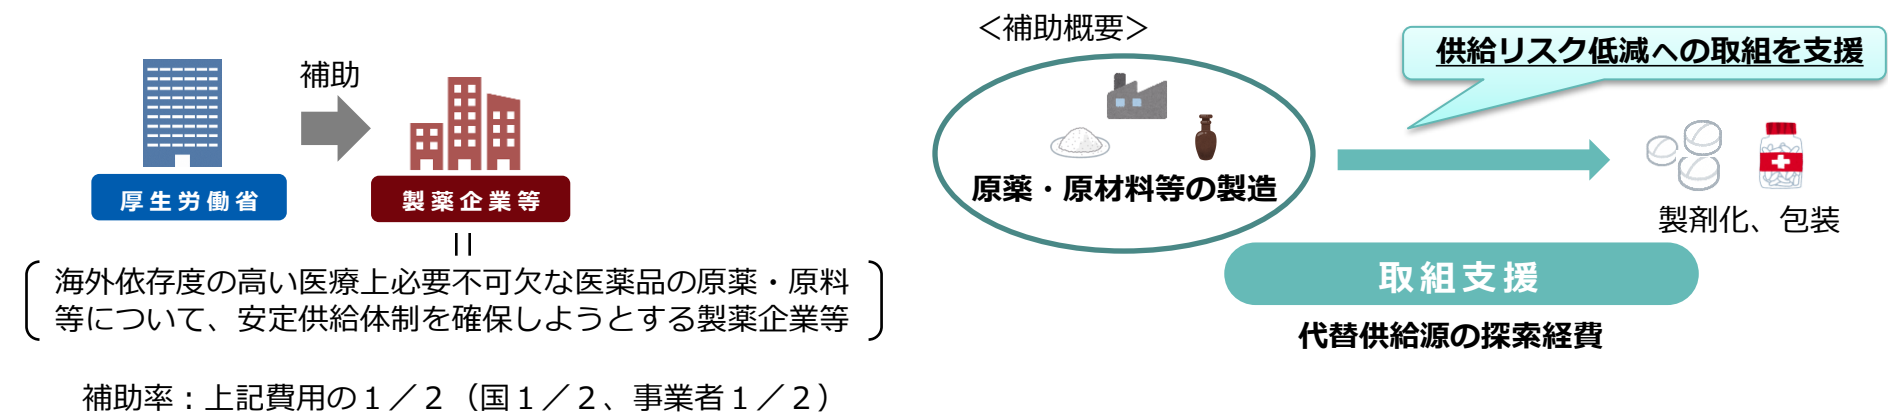 補助
厚生労働省
製薬企業等
＝
海外依存度の高い医療上必要不可欠な医薬品の原薬・原料
等について、安定供給体制を確保しようとする製薬企業等
補助率：上記費用の１／２（国１／２、事業者１／２）
＜補助概要＞
供給リスク低減への取組を支援
原薬・原材料等の製造
製剤化、包装
取組支援
代替供給源の探索経費